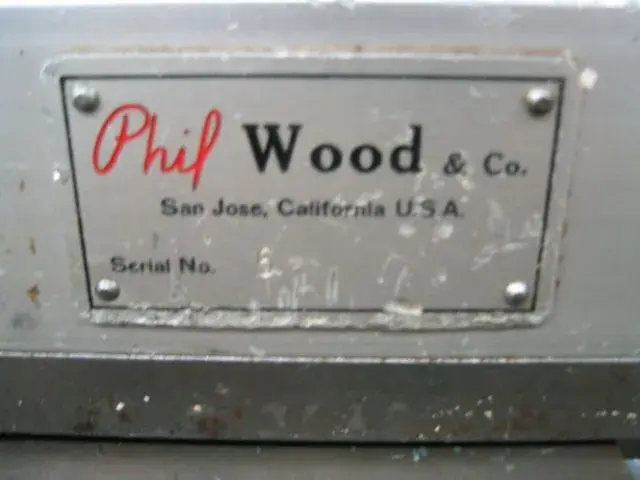 Phil Wood & Co.
San Jose, California U.S.A.
Serial No.